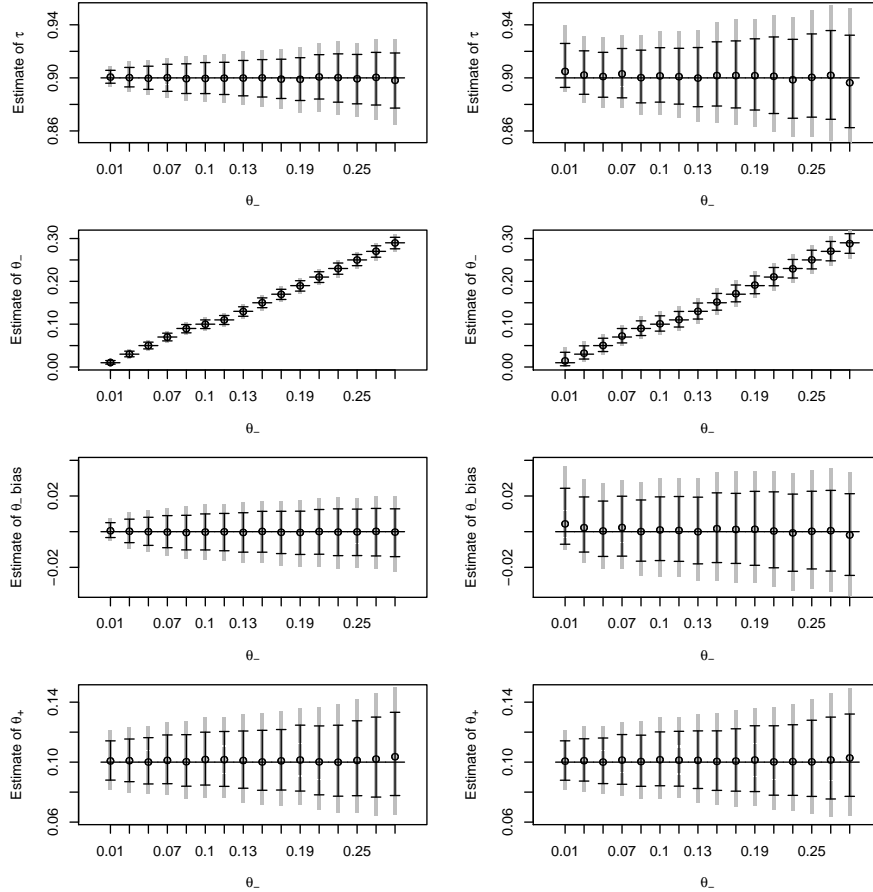 Estimate of τ
0.86 0.90 0.94
0.01 0.07 0.1 0.13 0.19 0.25
θ₋
Estimate of τ
0.86 0.90 0.94
0.01 0.07 0.1 0.13 0.19 0.25
θ₋
Estimate of θ₋
0.00 0.10 0.20 0.30
0.01 0.07 0.1 0.13 0.19 0.25
θ₋
Estimate of θ₋
0.00 0.10 0.20 0.30
0.01 0.07 0.1 0.13 0.19 0.25
θ₋
Estimate of θ₋ bias
−0.02 0.02
0.01 0.07 0.1 0.13 0.19 0.25
θ₋
Estimate of θ₋ bias
−0.02 0.02
0.01 0.07 0.1 0.13 0.19 0.25
θ₋
Estimate of θ₊
0.06 0.10 0.14
0.01 0.07 0.1 0.13 0.19 0.25
θ₋
Estimate of θ₊
0.06 0.10 0.14
0.01 0.07 0.1 0.13 0.19 0.25
θ₋